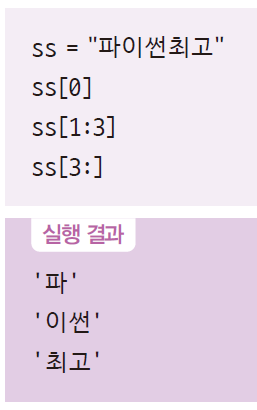 ss = "파이썬최고"
ss[0]
ss[1:3]
ss[3:]
실행 결과
'파'
'이썬'
'최고'